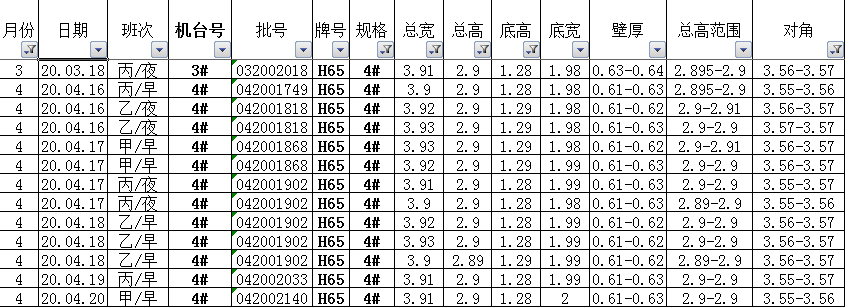 月份 日期 班次 机台号 批号 牌号 规格 总宽 总高 底高 底宽 壁厚 总高范围 对角
3 20.03.18 丙/夜 3# 032002018 H65 4# 3.91 2.9 1.28 1.98 0.63-0.64 2.895-2.9 3.56-3.57
4 20.04.16 丙/早 4# 042001749 H65 4# 3.9 2.9 1.28 1.98 0.61-0.63 2.895-2.9 3.55-3.56
4 20.04.16 乙/夜 4# 042001818 H65 4# 3.92 2.9 1.29 1.98 0.61-0.62 2.9-2.91 3.56-3.57
4 20.04.16 乙/夜 4# 042001818 H65 4# 3.93 2.9 1.29 1.98 0.61-0.63 2.9-2.9 3.57-3.57
4 20.04.17 甲/早 4# 042001868 H65 4# 3.93 2.9 1.28 1.98 0.61-0.63 2.9-2.91 3.56-3.57
4 20.04.17 甲/早 4# 042001868 H65 4# 3.92 2.9 1.29 1.99 0.61-0.62 2.9-2.9 3.56-3.57
4 20.04.17 丙/夜 4# 042001902 H65 4# 3.91 2.9 1.28 1.99 0.61-0.63 2.9-2.9 3.55-3.57
4 20.04.17 丙/夜 4# 042001902 H65 4# 3.9 2.9 1.28 1.98 0.61-0.63 2.89-2.9 3.55-3.56
4 20.04.18 乙/早 4# 042001902 H65 4# 3.92 2.9 1.28 1.99 0.61-0.62 2.9-2.9 3.56-3.57
4 20.04.18 乙/早 4# 042001902 H65 4# 3.93 2.9 1.28 1.99 0.61-0.62 2.9-2.9 3.56-3.57
4 20.04.18 乙/早 4# 042001902 H65 4# 3.9 2.89 1.29 1.99 0.61-0.62 2.89-2.9 3.56-3.57
4 20.04.19 丙/早 4# 042002033 H65 4# 3.91 2.9 1.28 1.99 0.61-0.63 2.9-2.9 3.55-3.57
4 20.04.20 甲/早 4# 042002140 H65 4# 3.91 2.9 1.28 2 0.61-0.63 2.9-2.9 3.55-3.56